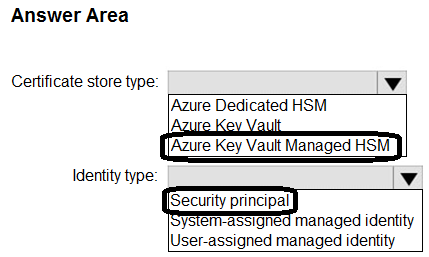 Answer Area
Certificate store type:
Azure Dedicated HSM
Azure Key Vault
Azure Key Vault Managed HSM
Identity type:
Security principal
System-assigned managed identity
User-assigned managed identity